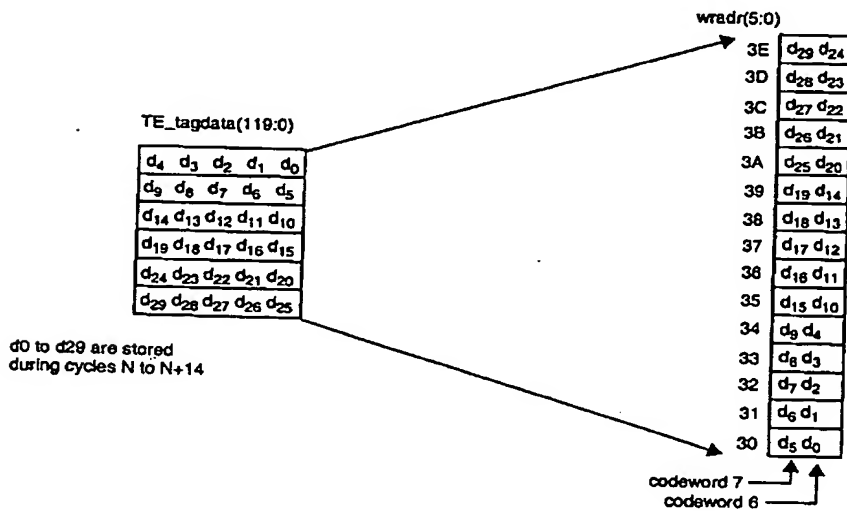 TE_tagdata(119:0)
d4 d3 d2 d1 d0
d9 d8 d7 d6 d5
d14 d13 d12 d11 d10
d19 d18 d17 d16 d15
d24 d23 d22 d21 d20
d29 d28 d27 d26 d25
d0 to d29 are stored
during cycles N to N+14
wradr(5:0)
3E d29 d24
3D d28 d23
3C d27 d22
3B d26 d21
3A d25 d20
39 d19 d14
38 d18 d13
37 d17 d12
36 d16 d11
35 d15 d10
34 d9 d4
33 d8 d3
32 d7 d2
31 d6 d1
30 d5 d0
codeword 7
codeword 6